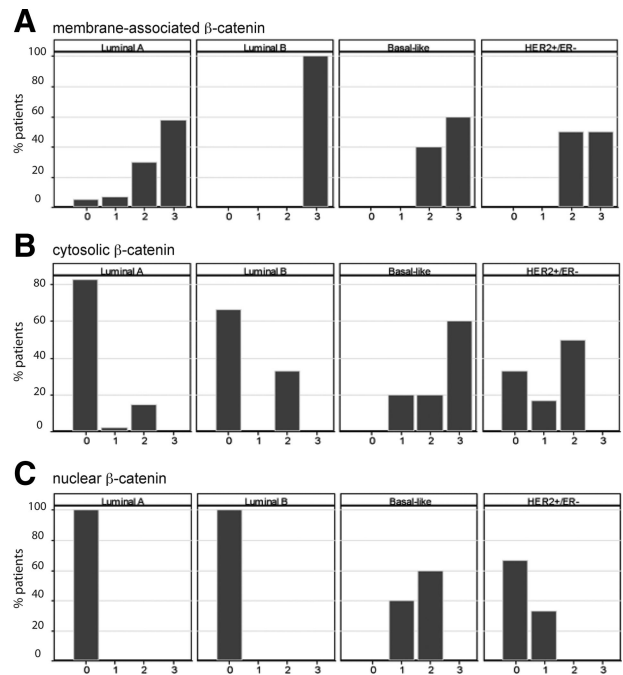 A membrane-associated β-catenin
Luminal A Luminal B Basal-like HER2+/ER-
100
80
60
40
20
0
% patients
0 1 2 3 0 1 2 3 0 1 2 3 0 1 2 3
B cytosolic β-catenin
Luminal A Luminal B Basal-like HER2+/ER-
80
60
40
20
0
% patients
0 1 2 3 0 1 2 3 0 1 2 3 0 1 2 3
C nuclear β-catenin
Luminal A Luminal B Basal-like HER2+/ER-
100
80
60
40
20
0
% patients
0 1 2 3 0 1 2 3 0 1 2 3 0 1 2 3